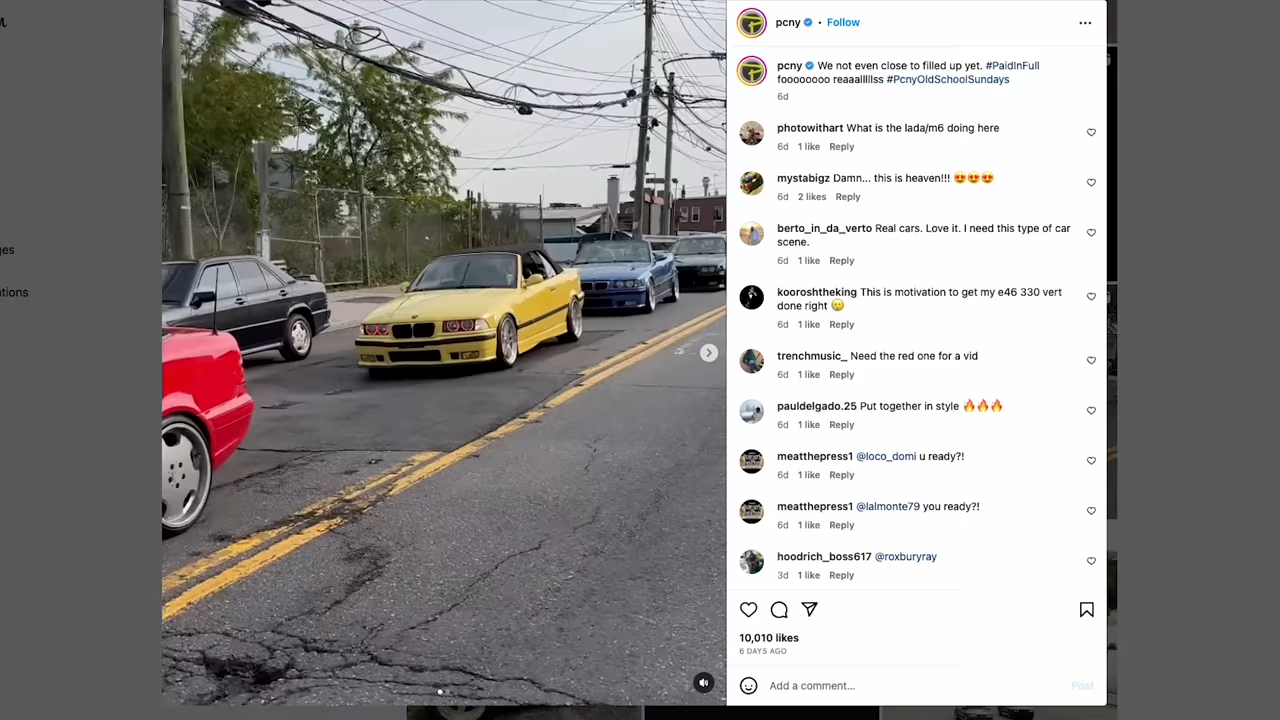 pcny • Follow
pcny We not even close to filled up yet. #PaidInFull
foooooooo reaaallllss #PcnyOldSchoolSundays
6d
photowithart What is the lada/m6 doing here
6d 1 like Reply
mystabigz Damn... this is heaven!!! 😍😍😍
6d 2 likes Reply
berto_in_da_verto Real cars. Love it. I need this type of car
scene.
6d 1 like Reply
kooroshtheking This is motivation to get my e46 330 vert
done right 🥹
6d 1 like Reply
trenchmusic_ Need the red one for a vid
6d 1 like Reply
pauldelgado.25 Put together in style 🔥🔥🔥
6d 1 like Reply
meatthepress1 @loco_domi u ready?!
6d 1 like Reply
meatthepress1 @lalmonte79 you ready?!
6d 1 like Reply
hoodrich_boss617 @roxburyray
3d 1 like Reply
10,010 likes
6 DAYS AGO
Add a comment...
Post
ges
ations